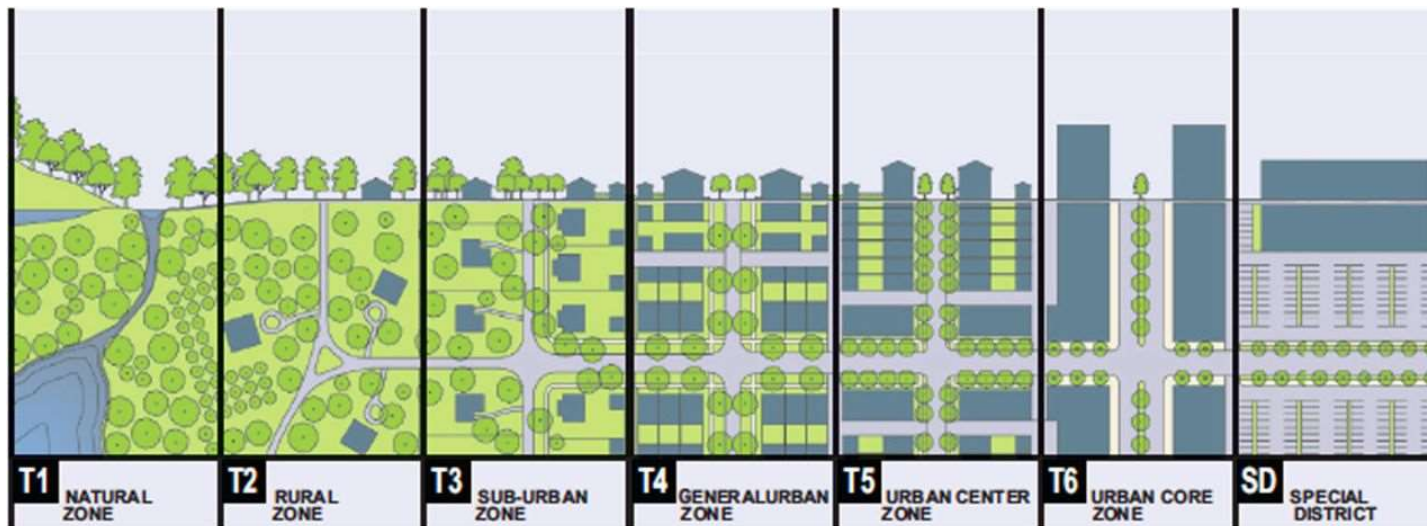 T1 NATURAL
ZONE
T2 RURAL
ZONE
T3 SUB-URBAN
ZONE
T4 GENERALURBAN
ZONE
T5 URBAN CENTER
ZONE
T6 URBAN CORE
ZONE
SD SPECIAL
DISTRICT